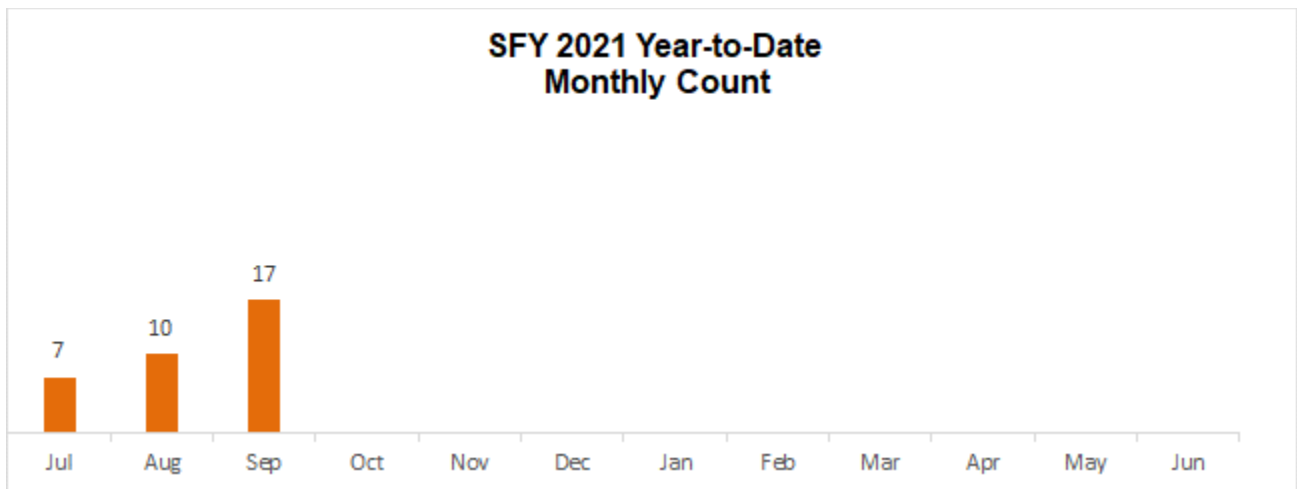 SFY 2021 Year-to-Date
Monthly Count
17
10
7
Jul Aug Sep Oct Nov Dec Jan Feb Mar Apr May Jun